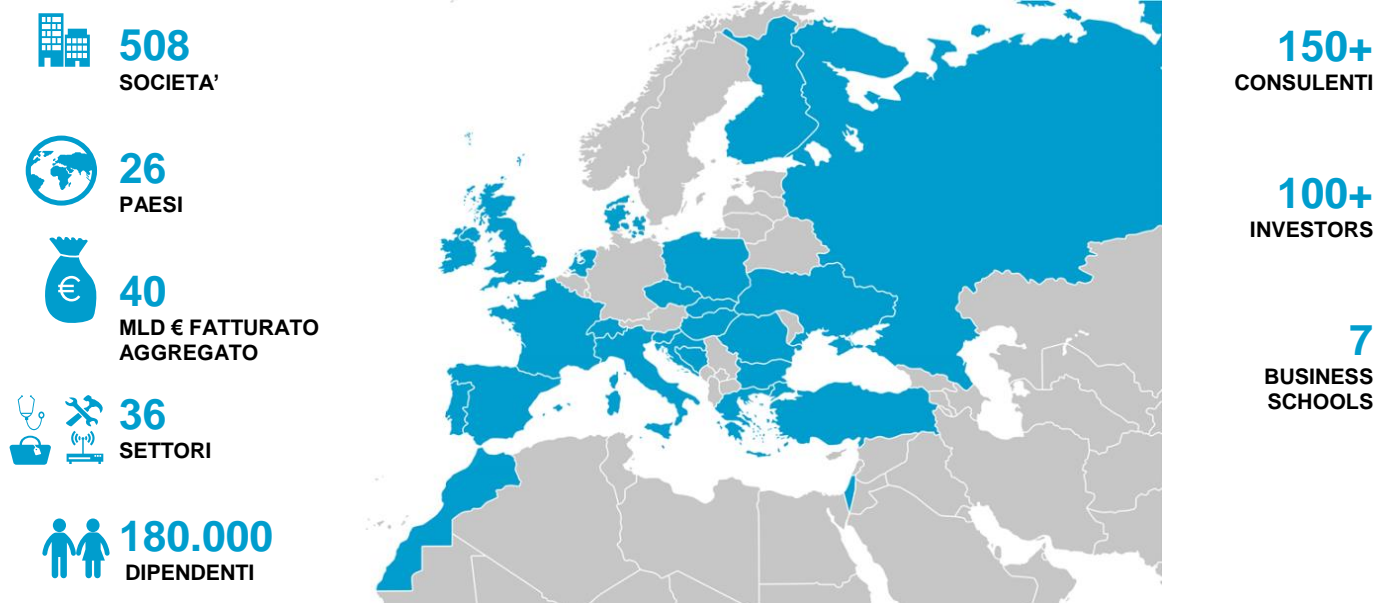 508
SOCIETA’
26
PAESI
€
40
MLD € FATTURATO
AGGREGATO
36
SETTORI
180.000
DIPENDENTI
150+
CONSULENTI
100+
INVESTORS
7
BUSINESS
SCHOOLS